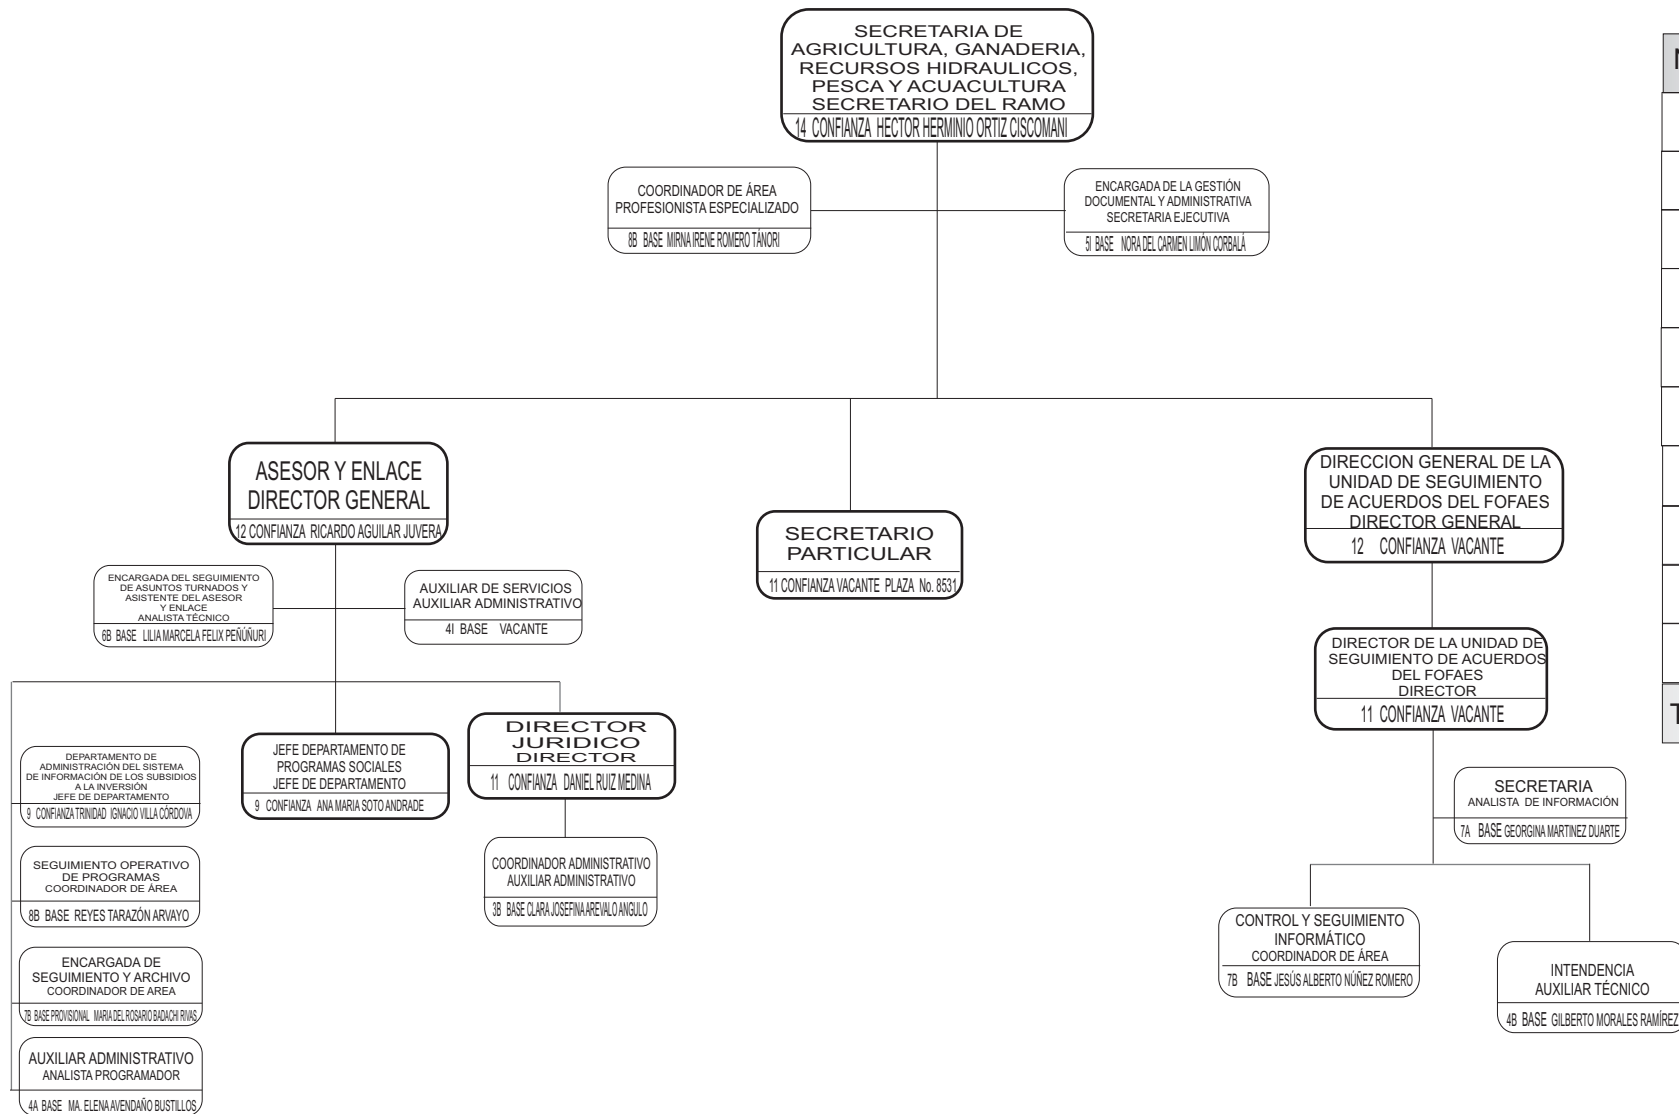 SECRETARIA DE
AGRICULTURA, GANADERIA,
RECURSOS HIDRAULICOS,
PESCA Y ACUACULTURA
SECRETARIO DEL RAMO
14 CONFIANZA HECTOR HERMINIO ORTIZ CISCOMANI
COORDINADOR DE ÁREA
PROFESIONISTA ESPECIALIZADO
8B BASE MIRNA IRENE ROMERO TÁNORI
ENCARGADA DE LA GESTIÓN
DOCUMENTAL Y ADMINISTRATIVA
SECRETARIA EJECUTIVA
5I BASE NORA DEL CARMEN LIMÓN CORBALÁ
ASESOR Y ENLACE
DIRECTOR GENERAL
12 CONFIANZA RICARDO AGUILAR JUVERA
SECRETARIO
PARTICULAR
11 CONFIANZA VACANTE PLAZA No. 8531
DIRECCION GENERAL DE LA
UNIDAD DE SEGUIMIENTO
DE ACUERDOS DEL FOFAES
DIRECTOR GENERAL
12 CONFIANZA VACANTE
ENCARGADA DEL SEGUIMIENTO
DE ASUNTOS TURNADOS Y
ASISTENTE DEL ASESOR
Y ENLACE
ANALISTA TÉCNICO
6B BASE LILIA MARCELA FELIX PEÑÚÑURI
AUXILIAR DE SERVICIOS
AUXILIAR ADMINISTRATIVO
4I BASE VACANTE
DIRECTOR DE LA UNIDAD DE
SEGUIMIENTO DE ACUERDOS
DEL FOFAES
DIRECTOR
11 CONFIANZA VACANTE
DEPARTAMENTO DE
ADMINISTRACIÓN DEL SISTEMA
DE INFORMACIÓN DE LOS SUBSIDIOS
A LA INVERSIÓN
JEFE DE DEPARTAMENTO
9 CONFIANZA TRINIDAD IGNACIO VILLA CÓRDOVA
JEFE DEPARTAMENTO DE
PROGRAMAS SOCIALES
JEFE DE DEPARTAMENTO
9 CONFIANZA ANA MARIA SOTO ANDRADE
DIRECTOR
JURIDICO
DIRECTOR
11 CONFIANZA DANIEL RUIZ MEDINA
SECRETARIA
ANALISTA DE INFORMACIÓN
7A BASE GEORGINA MARTINEZ DUARTE
SEGUIMIENTO OPERATIVO
DE PROGRAMAS
COORDINADOR DE ÁREA
8B BASE REYES TARAZÓN ARVAYO
COORDINADOR ADMINISTRATIVO
AUXILIAR ADMINISTRATIVO
3B BASE CLARA JOSEFINA AREVALO ANGULO
CONTROL Y SEGUIMIENTO
INFORMÁTICO
COORDINADOR DE ÁREA
7B BASE JESÚS ALBERTO NÚÑEZ ROMERO
ENCARGADA DE
SEGUIMIENTO Y ARCHIVO
COORDINADOR DE AREA
7B BASE PROVISIONAL MARIA DEL ROSARIO BADACHI RIVAS
INTENDENCIA
AUXILIAR TÉCNICO
4B BASE GILBERTO MORALES RAMÍREZ
AUXILIAR ADMINISTRATIVO
ANALISTA PROGRAMADOR
4A BASE MA. ELENA AVENDAÑO BUSTILLOS